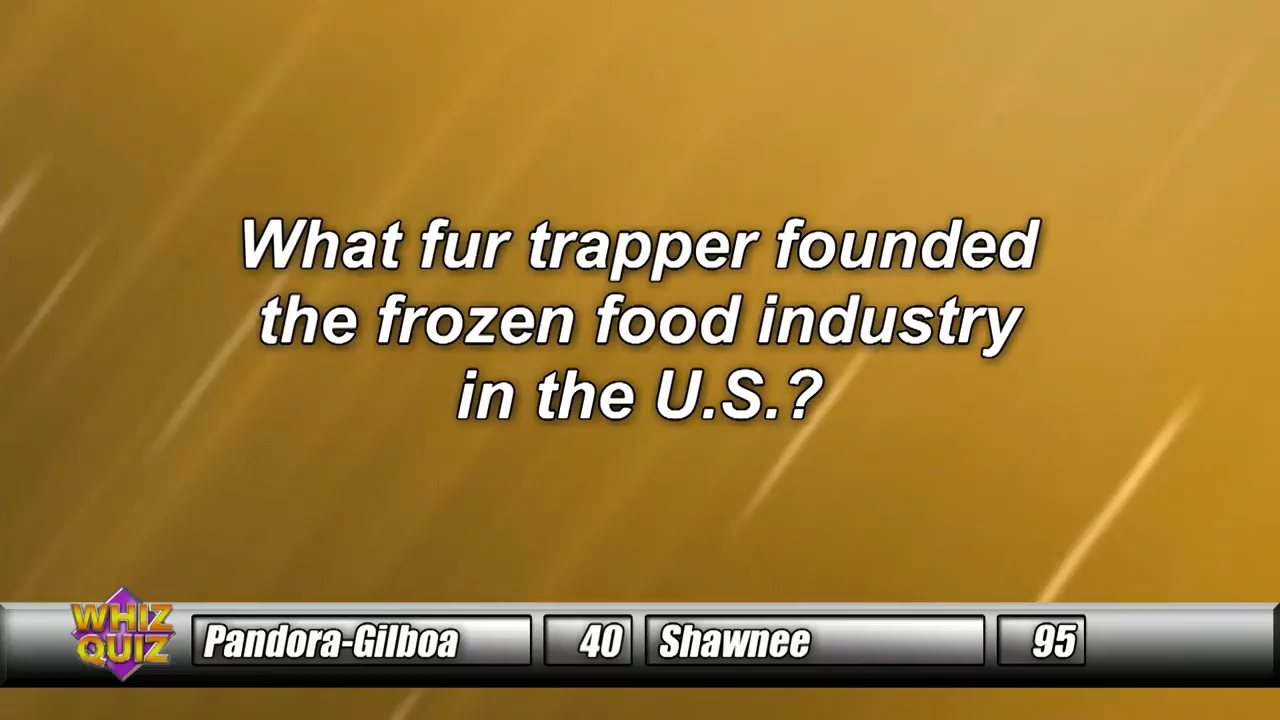 What fur trapper founded
the frozen food industry
in the U.S.?
WHIZ
QUIZ
Pandora-Gilboa 40 Shawnee 95